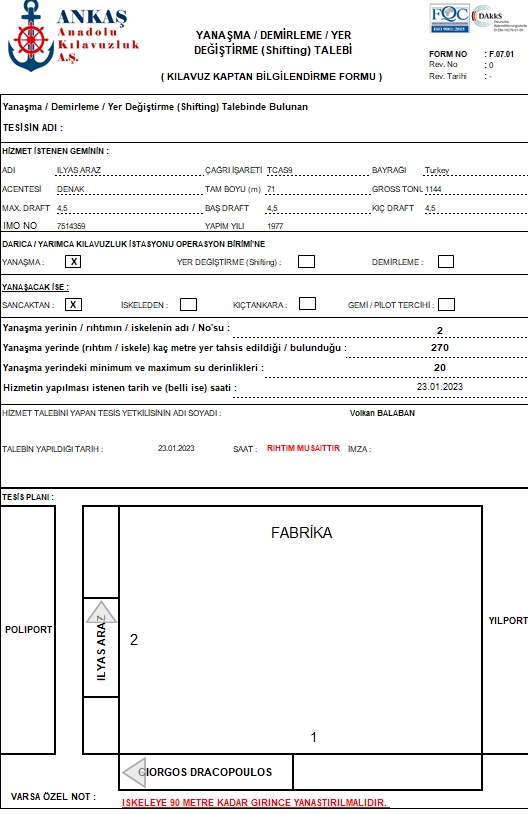 ANKAŞ
Anadolu
Kılavuzluk
A.Ş.
YANAŞMA / DEMİRLEME / YER
DEĞİŞTİRME (Shifting) TALEBİ
( KILAVUZ KAPTAN BİLGİLENDİRME FORMU )
FQC
ISO 9001:2015
DAkkS
FORM NO : F.07.01
Rev. No : 0
Rev. Tarihi : -
Yanaşma / Demirleme / Yer Değiştirme (Shifting) Talebinde Bulunan
TESİSİN ADI :
HİZMET İSTENEN GEMİNİN :
ADI ILYAS ARAZ ÇAĞRI İŞARETİ TCAS9 BAYRAĞI Turkey
ACENTESİ DENAK TAM BOYU (m) 71 GROSS TONL 1144
MAX. DRAFT 4,5 BAŞ DRAFT 4,5 KIÇ DRAFT 4,5
IMO NO 7514359 YAPIM YILI 1977
DARICA / YARIMCA KILAVUZLUK İSTASYONU OPERASYON BİRİMİ'NE
YANAŞMA : X YER DEĞİŞTİRME (Shifting) : DEMİRLEME :
YANAŞACAK İSE :
SANCAKTAN : X İSKELEDEN : KIÇTANKARA : GEMİ / PİLOT TERCİHİ :
Yanaşma yerinin / rıhtımın / iskelenin adı / No'su : 2
Yanaşma yerinde (rıhtım / iskele) kaç metre yer tahsis edildiği / bulunduğu : 270
Yanaşma yerindeki minimum ve maximum su derinlikleri : 20
Hizmetin yapılması istenen tarih ve (belli ise) saati : 23.01.2023
HİZMET TALEBİNİ YAPAN TESİS YETKİLİSİNİN ADI SOYADI : Volkan BALABAN
TALEBİN YAPILDIĞI TARİH : 23.01.2023 SAAT : RIHTIM MUSAITTIR İMZA :
TESİS PLANI :
FABRİKA
POLIPORT
ILYAS ARAZ
2
YILPORT
1
GIORGOS DRACOPOULOS
VARSA ÖZEL NOT : ISKELEYE 90 METRE KADAR GIRINCE YANASTIRILMALIDIR.